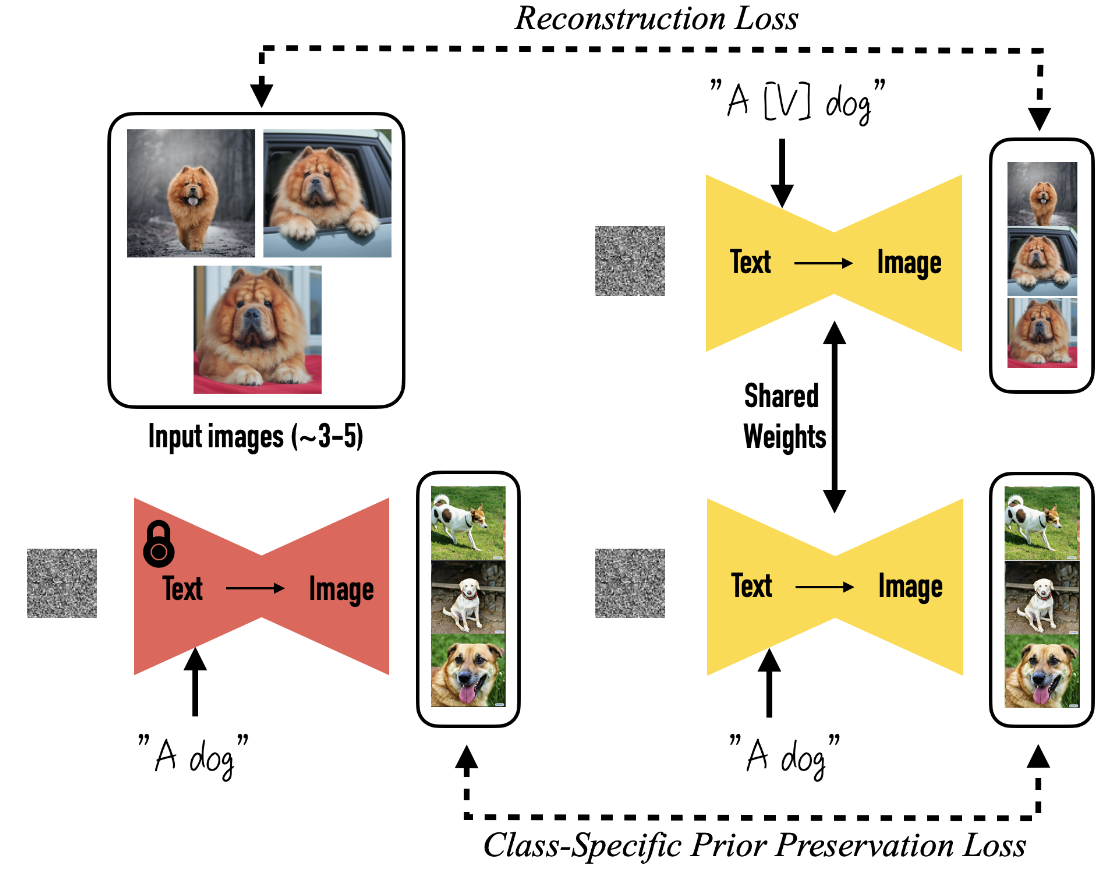 Reconstruction Loss
"A [V] dog"
Text → Image
Input images (~3-5)
Shared
Weights
Text → Image
Text → Image
"A dog"
"A dog"
Class-Specific Prior Preservation Loss